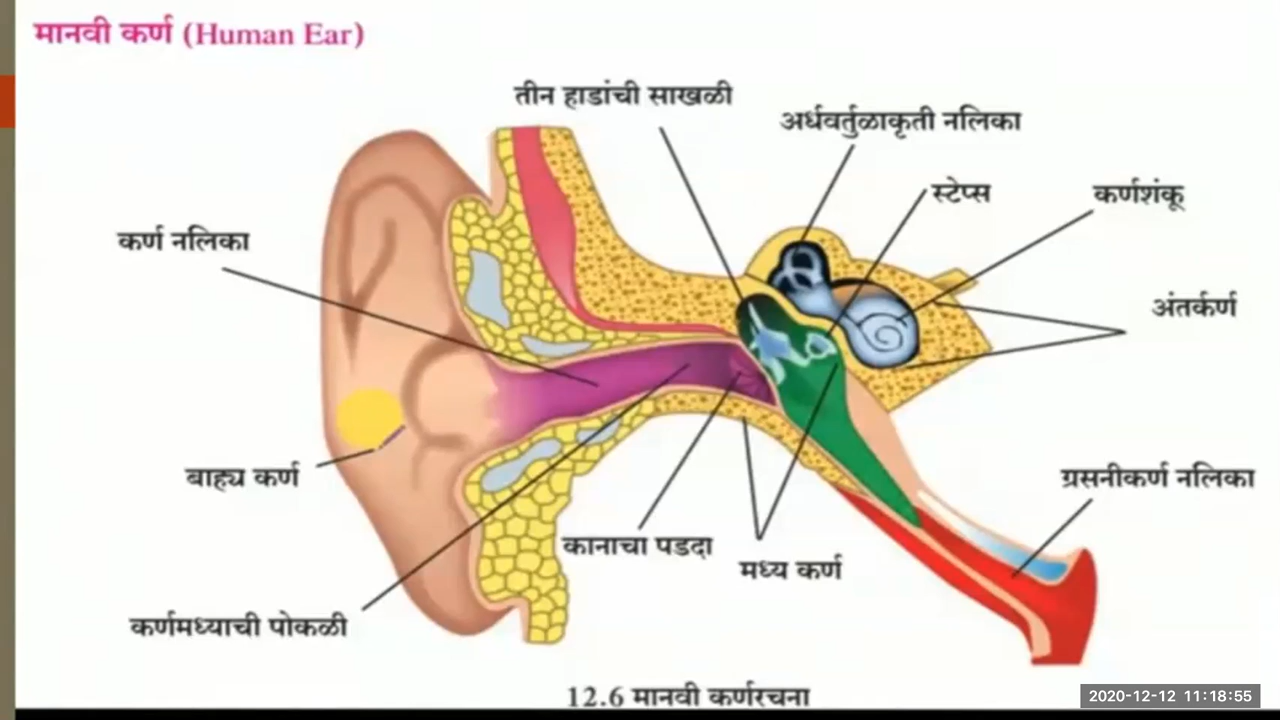 मानवी कर्ण (Human Ear)
तीन हाडांची साखळी
अर्धवर्तुळाकृती नलिका
स्टेप्स
कर्णशंकू
कर्ण नलिका
अंतर्कर्ण
बाह्य कर्ण
ग्रसनीकर्ण नलिका
कानाचा पडदा
मध्य कर्ण
कर्णमध्याची पोकळी
12.6 मानवी कर्णरचना
2020-12-12 11:18:55